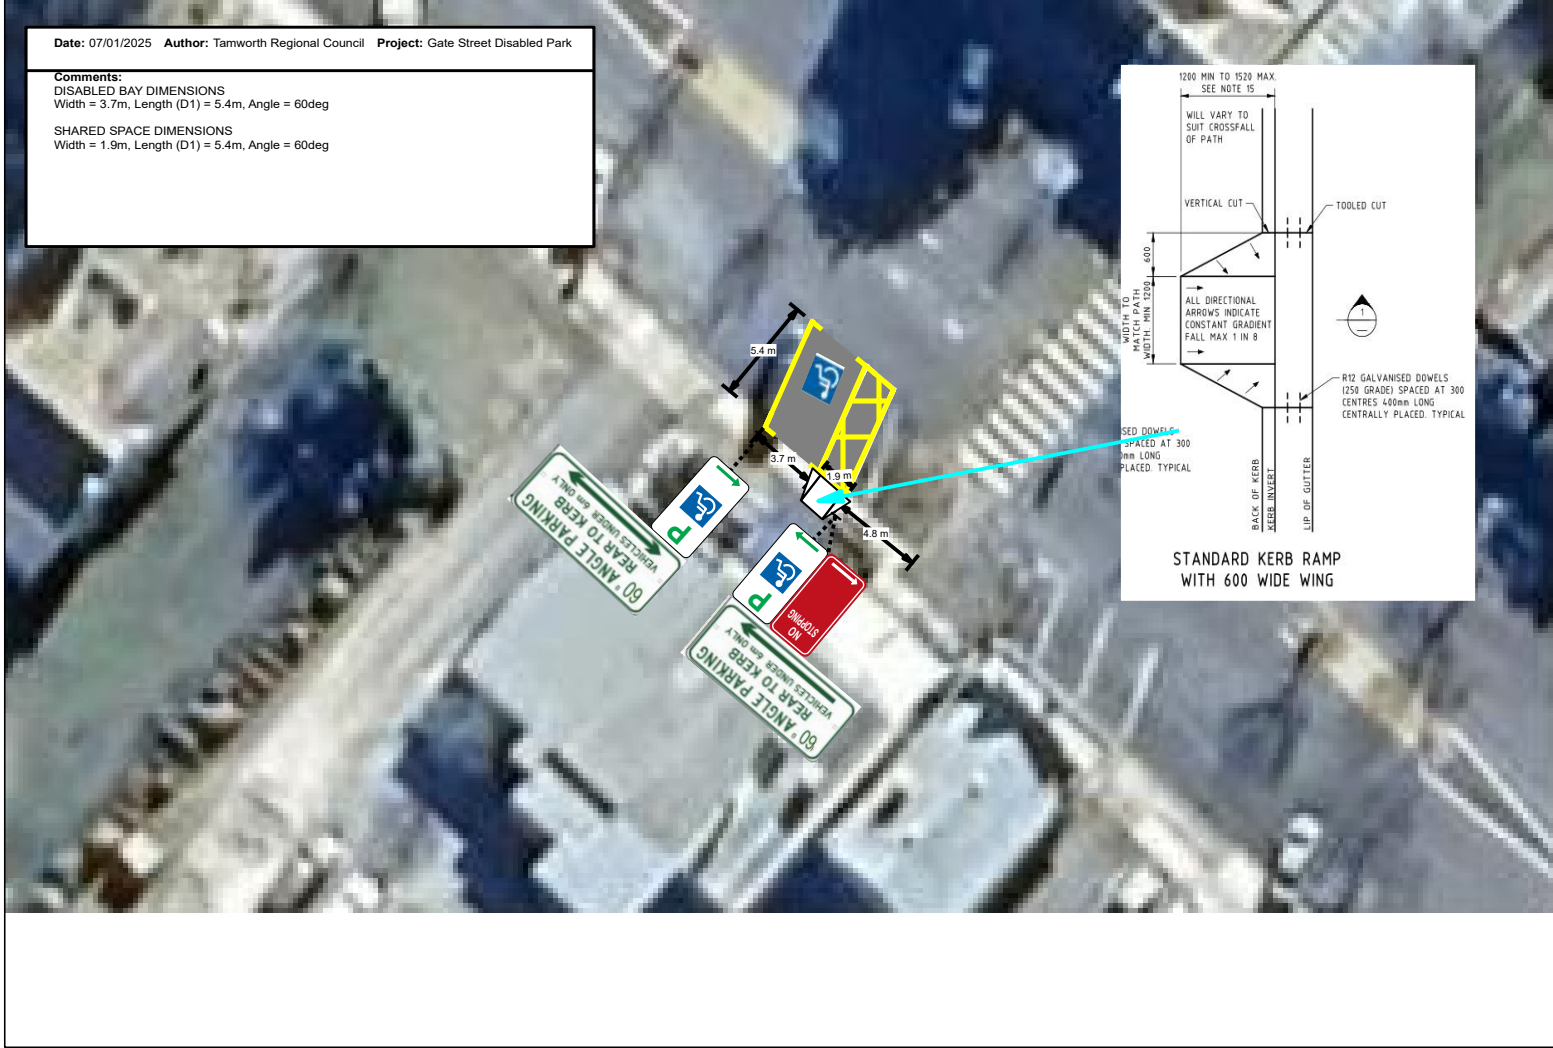 Date: 07/01/2025 Author: Tamworth Regional Council Project: Gate Street Disabled Park
Comments:
DISABLED BAY DIMENSIONS
Width = 3.7m, Length (D1) = 5.4m, Angle = 60deg
SHARED SPACE DIMENSIONS
Width = 1.9m, Length (D1) = 5.4m, Angle = 60deg
5.4 m
3.7 m
1.9 m
4.8 m
60° ANGLE PARKING
REAR TO KERB
VEHICLES UNDER 6m ONLY
P
P
NO
STOPPING
60° ANGLE PARKING
REAR TO KERB
VEHICLES UNDER 6m ONLY
1200 MIN TO 1520 MAX.
SEE NOTE 15
WILL VARY TO
SUIT CROSSFALL
OF PATH
VERTICAL CUT
TOOLED CUT
600
WIDTH TO
MATCH PATH
WIDTH. MIN 1200
ALL DIRECTIONAL
ARROWS INDICATE
CONSTANT GRADIENT
FALL MAX 1 IN 8
1
R12 GALVANISED DOWELS
(250 GRADE) SPACED AT 300
CENTRES 400mm LONG
CENTRALLY PLACED. TYPICAL
SED DOWELS
SPACED AT 300
0mm LONG
PLACED. TYPICAL
BACK OF KERB
KERB INVERT
LIP OF GUTTER
STANDARD KERB RAMP
WITH 600 WIDE WING